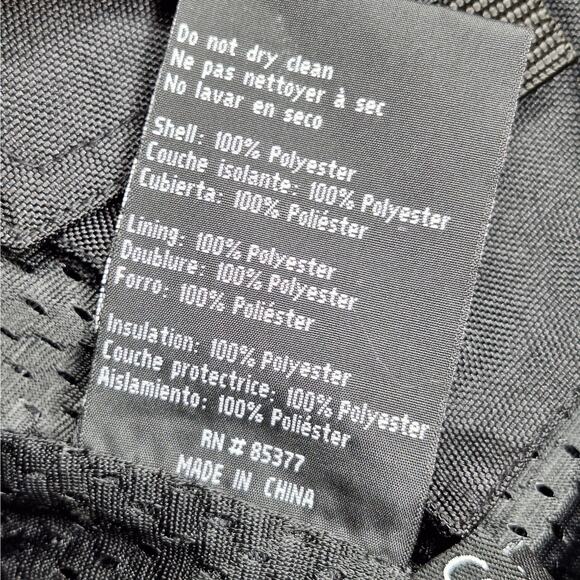 Do not dry clean
Ne pas nettoyer à sec
No lavar en seco
Shell: 100% Polyester
Couche isolante: 100% Polyester
Cubierta: 100% Poliéster
Lining: 100% Polyester
Doublure: 100% Polyester
Forro: 100% Poliéster
Insulation: 100% Polyester
Couche protectrice: 100% Polyester
Aislamiento: 100% Poliéster
RN # 85377
MADE IN CHINA